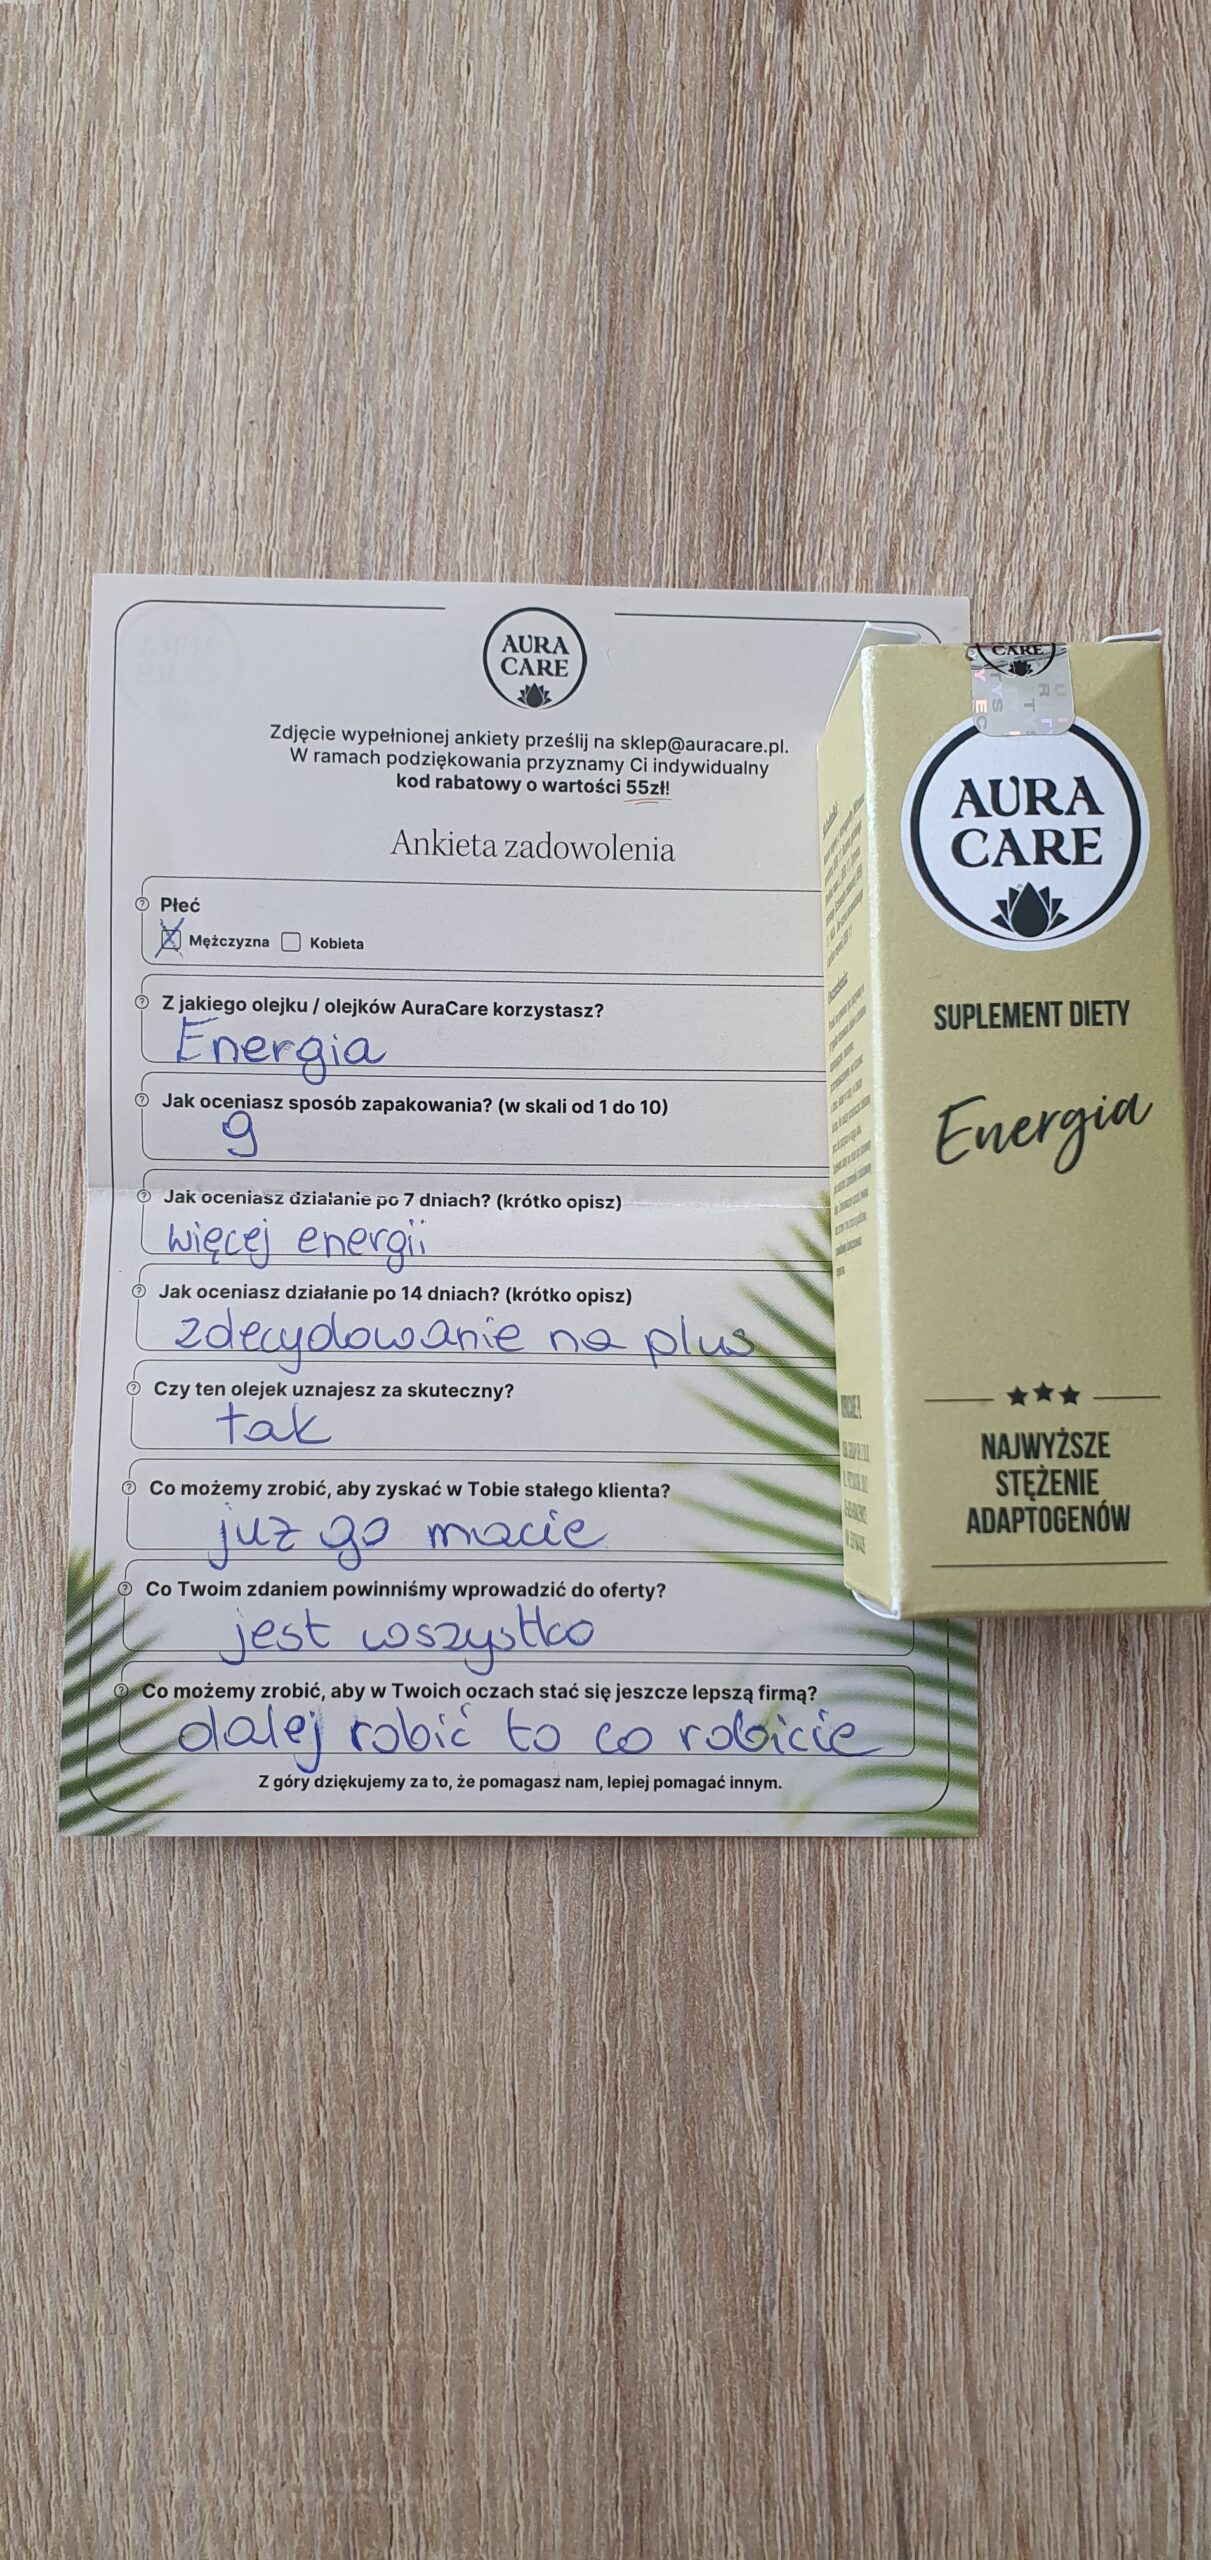 AURA
CARE
Zdjęcie wypełnionej ankiety prześlij na sklep@auracare.pl.
W ramach podziękowania przyznamy Ci indywidualny
kod rabatowy o wartości 55zł!
Ankieta zadowolenia
Płeć
X Mężczyzna Kobieta
Z jakiego olejku / olejków AuraCare korzystasz?
Energia
Jak oceniasz sposób zapakowania? (w skali od 1 do 10)
9
Jak oceniasz działanie po 7 dniach? (krótko opisz)
więcej energii
Jak oceniasz działanie po 14 dniach? (krótko opisz)
zdecydowanie na plus
Czy ten olejek uznajesz za skuteczny?
tak
Co możemy zrobić, aby zyskać w Tobie stałego klienta?
już go macie
Co Twoim zdaniem powinniśmy wprowadzić do oferty?
jest wszystko
Co możemy zrobić, aby w Twoich oczach stać się jeszcze lepszą firmą?
dalej robić to co robicie
Z góry dziękujemy za to, że pomagasz nam, lepiej pomagać innym.
CARE
AURA
CARE
SUPLEMENT DIETY
Energia
NAJWYŻSZE
STĘŻENIE
ADAPTOGENÓW